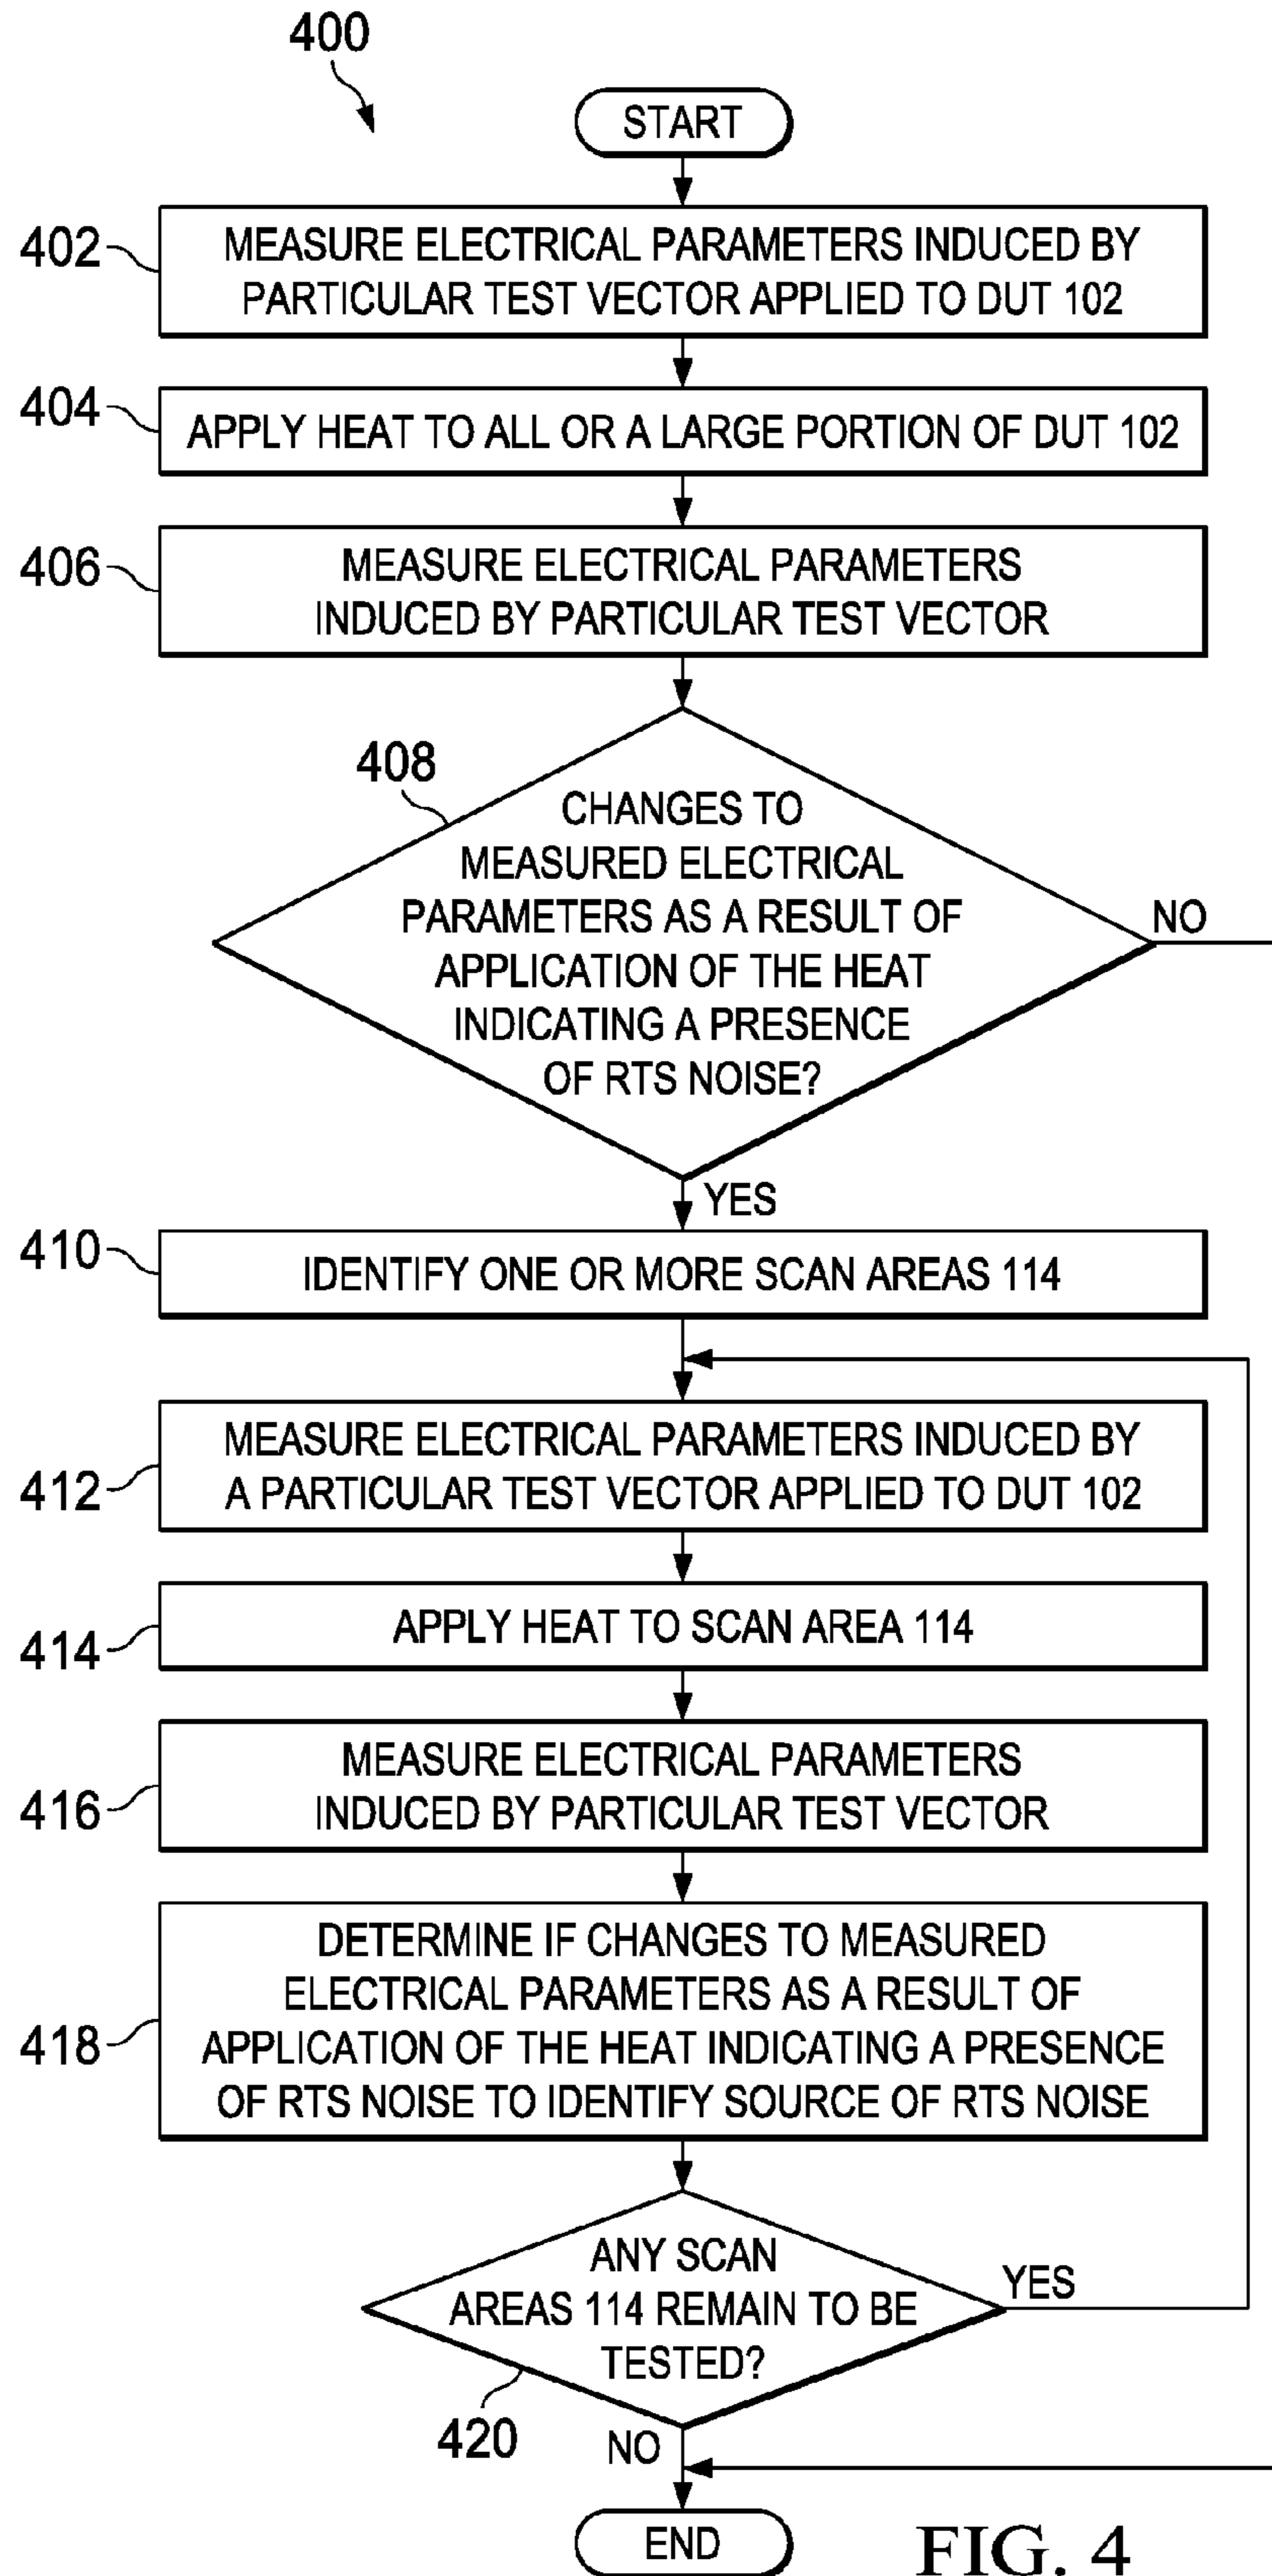 400
START
402
MEASURE ELECTRICAL PARAMETERS INDUCED BY
PARTICULAR TEST VECTOR APPLIED TO DUT 102
404
APPLY HEAT TO ALL OR A LARGE PORTION OF DUT 102
406
MEASURE ELECTRICAL PARAMETERS
INDUCED BY PARTICULAR TEST VECTOR
408
CHANGES TO
MEASURED ELECTRICAL
PARAMETERS AS A RESULT OF
APPLICATION OF THE HEAT
INDICATING A PRESENCE
OF RTS NOISE?
NO
YES
410
IDENTIFY ONE OR MORE SCAN AREAS 114
412
MEASURE ELECTRICAL PARAMETERS INDUCED BY
A PARTICULAR TEST VECTOR APPLIED TO DUT 102
414
APPLY HEAT TO SCAN AREA 114
416
MEASURE ELECTRICAL PARAMETERS
INDUCED BY PARTICULAR TEST VECTOR
418
DETERMINE IF CHANGES TO MEASURED
ELECTRICAL PARAMETERS AS A RESULT OF
APPLICATION OF THE HEAT INDICATING A PRESENCE
OF RTS NOISE TO IDENTIFY SOURCE OF RTS NOISE
ANY SCAN
AREAS 114 REMAIN TO BE
TESTED?
YES
420
NO
END
FIG. 4